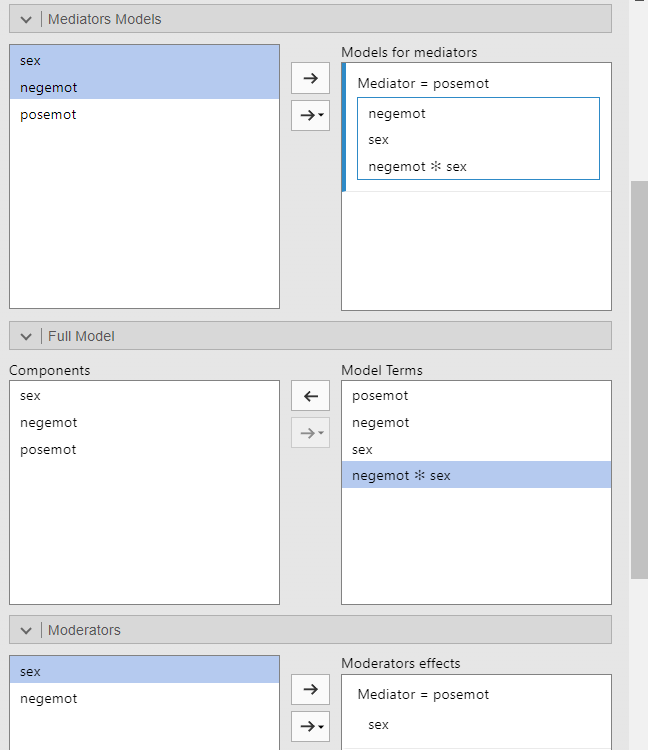 Mediators Models
sex
negemot
posemot
Models for mediators
Mediator = posemot
negemot
sex
negemot ✻ sex
Full Model
Components
sex
negemot
posemot
Model Terms
posemot
negemot
sex
negemot ✻ sex
Moderators
sex
negemot
Moderators effects
Mediator = posemot
sex